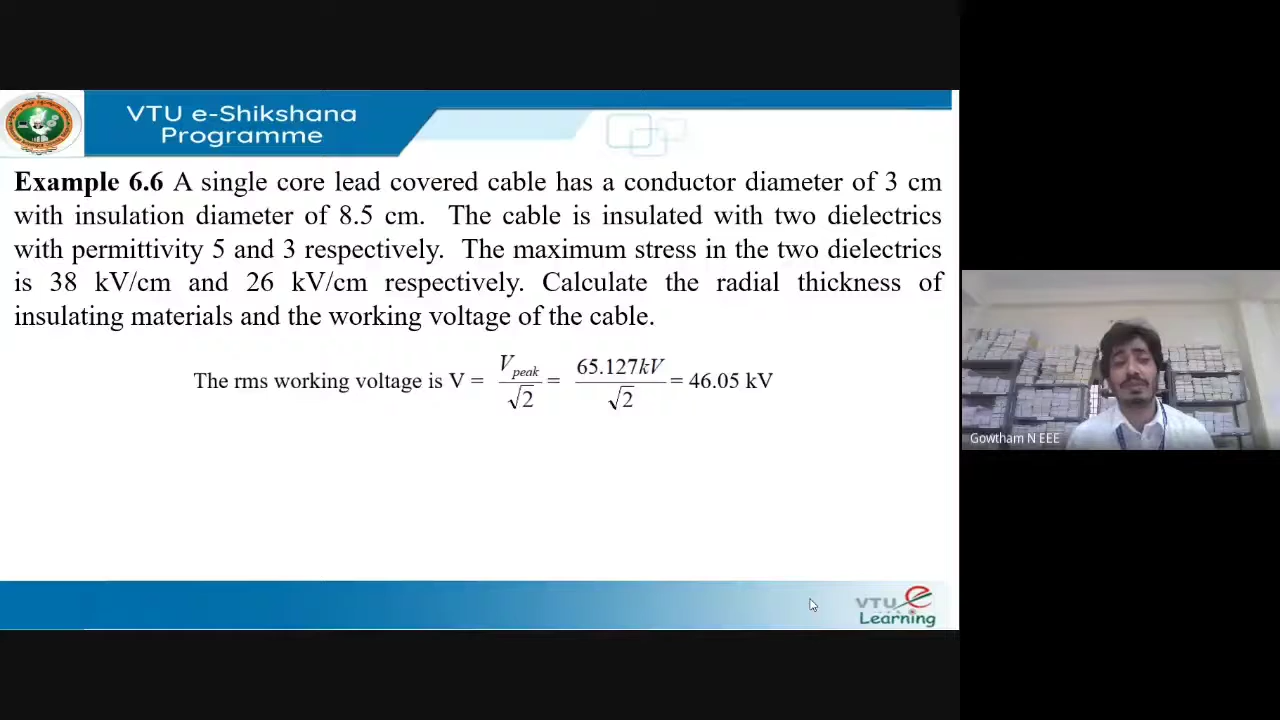 VTU e-Shikshana
Programme
Example 6.6 A single core lead covered cable has a conductor diameter of 3 cm
with insulation diameter of 8.5 cm. The cable is insulated with two dielectrics
with permittivity 5 and 3 respectively. The maximum stress in the two dielectrics
is 38 kV/cm and 26 kV/cm respectively. Calculate the radial thickness of
insulating materials and the working voltage of the cable.
The rms working voltage is V = V_peak/√2 = 65.127kV/√2 = 46.05 kV
Gowtham N EEE
VTU e
Learning